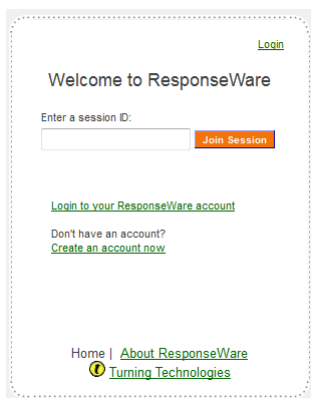 Login
Welcome to ResponseWare
Enter a session ID:
Join Session
Login to your ResponseWare account
Don't have an account?
Create an account now
Home | About ResponseWare
t Turning Technologies